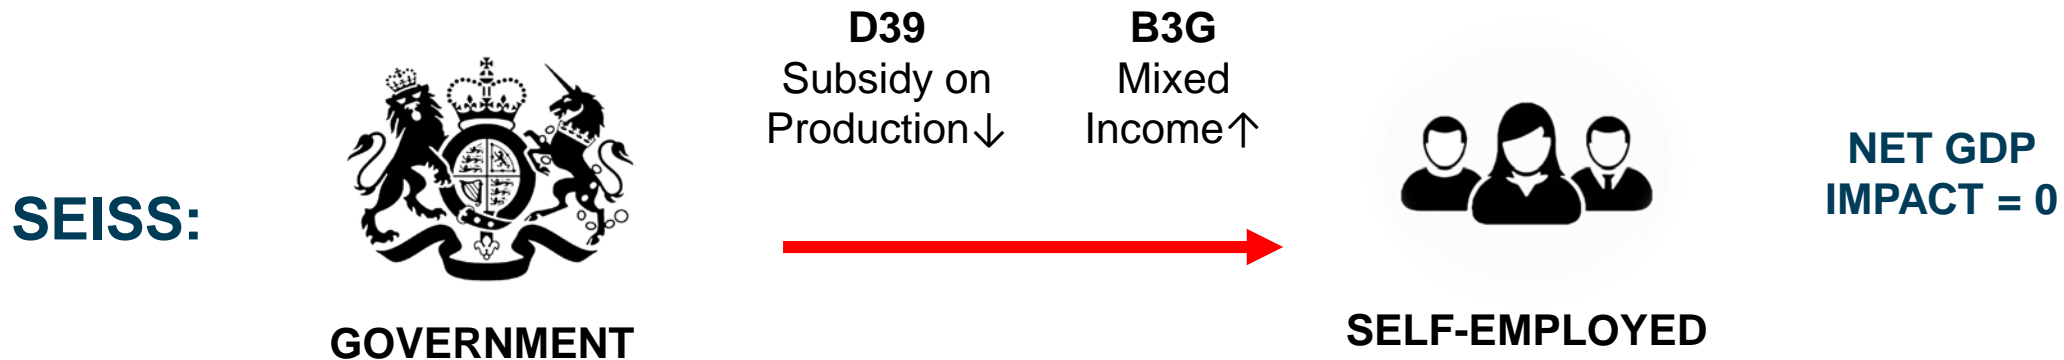 SEISS:
GOVERNMENT
D39
Subsidy on
Production↓
B3G
Mixed
Income↑
SELF-EMPLOYED
NET GDP
IMPACT = 0